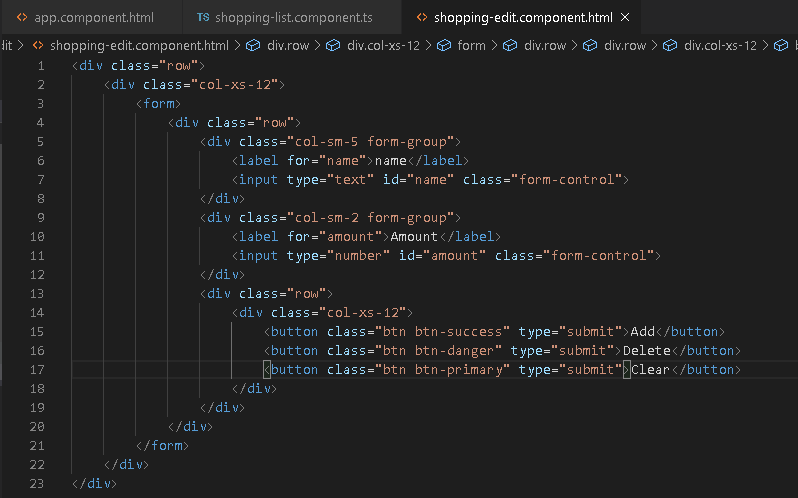 <> app.component.html TS shopping-list.component.ts <> shopping-edit.component.html ×
dit > <> shopping-edit.component.html > div.row > div.col-xs-12 > form > div.row > div.row > div.col-xs-12 >
1 <div class="row">
2 <div class="col-xs-12">
3 <form>
4 <div class="row">
5 <div class="col-sm-5 form-group">
6 <label for="name">name</label>
7 <input type="text" id="name" class="form-control">
8 </div>
9 <div class="col-sm-2 form-group">
10 <label for="amount">Amount</label>
11 <input type="number" id="amount" class="form-control">
12 </div>
13 <div class="row">
14 <div class="col-xs-12">
15 <button class="btn btn-success" type="submit">Add</button>
16 <button class="btn btn-danger" type="submit">Delete</button>
17 <button class="btn btn-primary" type="submit">Clear</button>
18 </div>
19 </div>
20 </div>
21 </form>
22 </div>
23 </div>